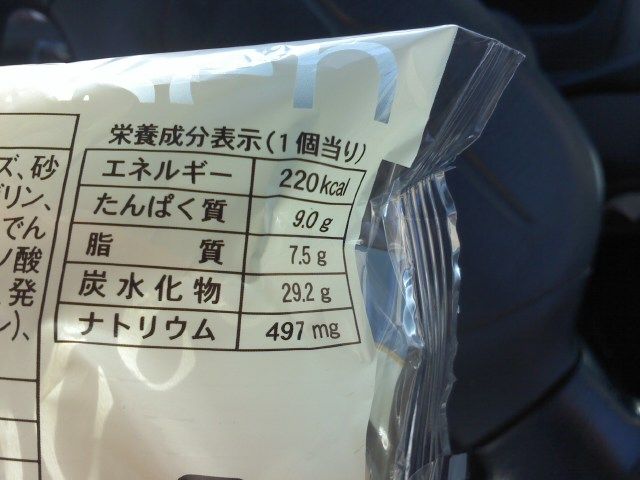 栄養成分表示(1個当り)
エネルギー 220kcal
たんぱく質 9.0g
脂質 7.5g
炭水化物 29.2g
ナトリウム 497mg
ズ、砂
リン、
でん
ノ酸
発
ン)、